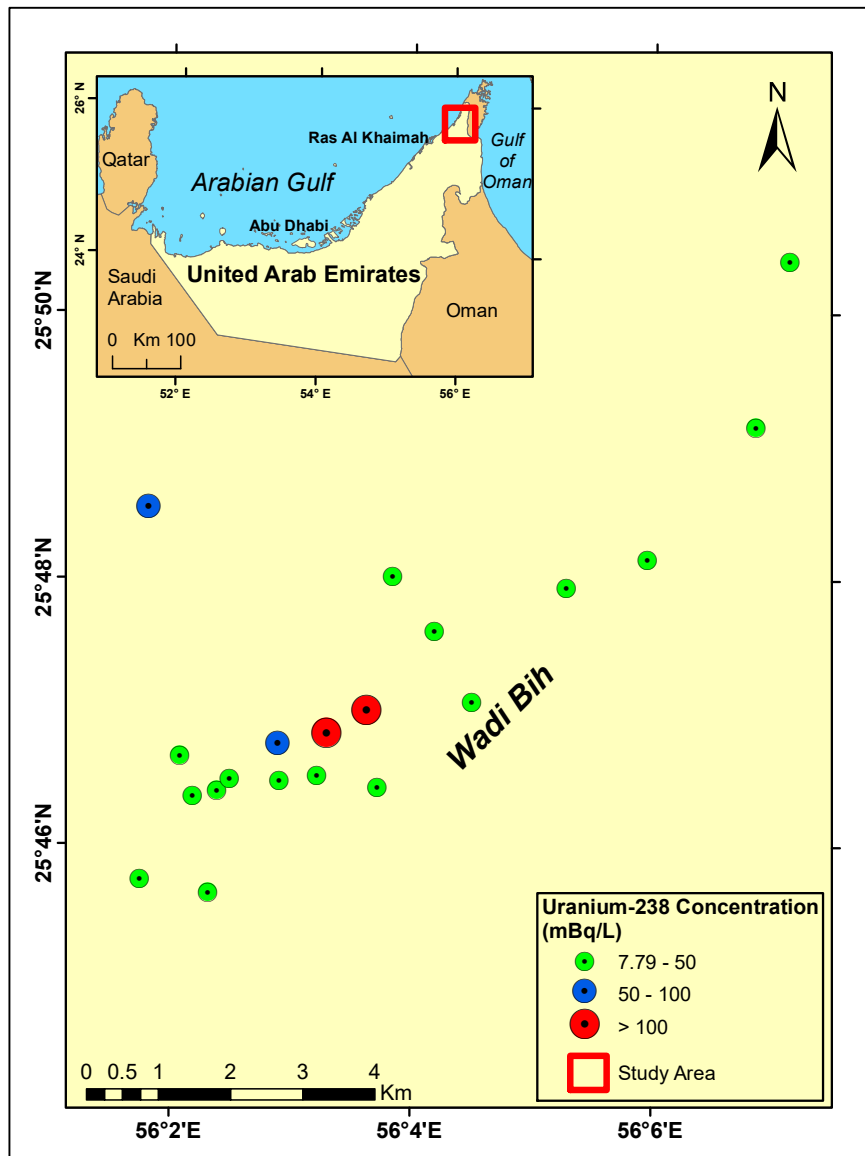 26° N
24° N
Qatar
Ras Al Khaimah
Gulf
of
Oman
Arabian Gulf
Abu Dhabi
United Arab Emirates
Saudi
Arabia
Oman
0 Km 100
52° E
54° E
56° E
N
25°50'N
25°48'N
25°46'N
Wadi Bih
Uranium-238 Concentration
(mBq/L)
7.79 - 50
50 - 100
> 100
Study Area
0 0.5 1 2 3 4
Km
56°2'E
56°4'E
56°6'E